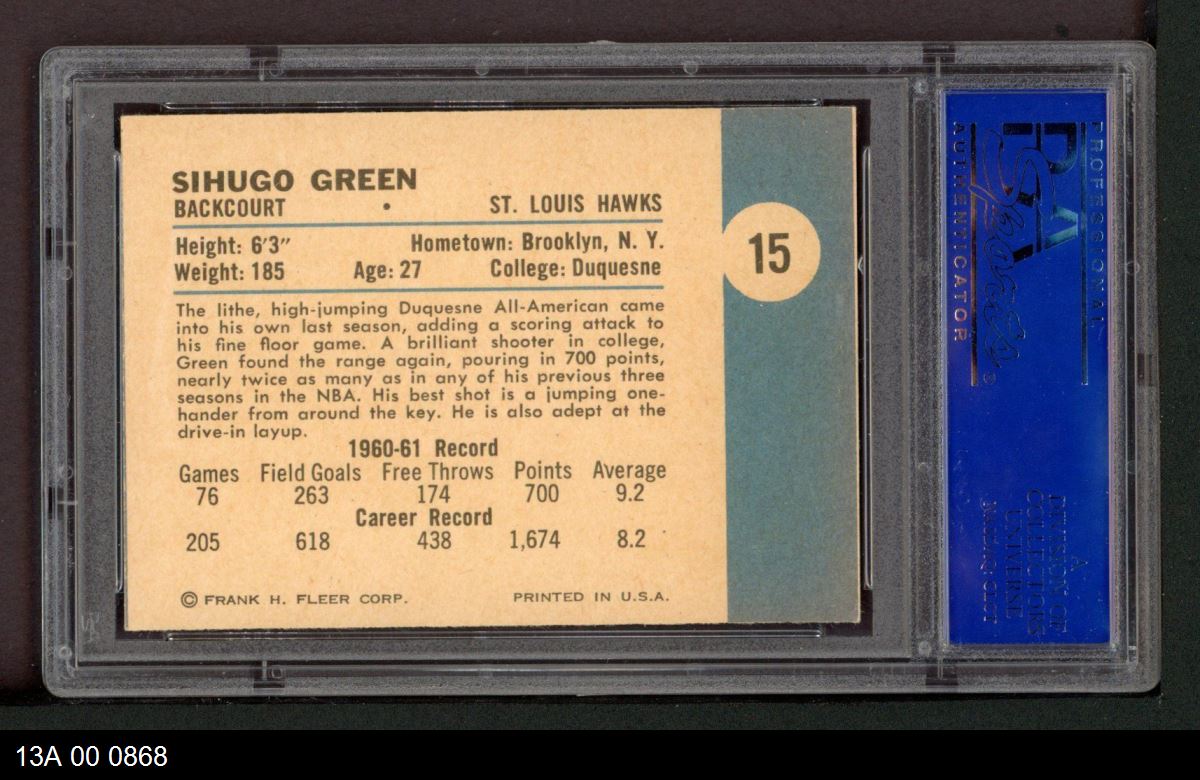 SIHUGO GREEN
BACKCOURT • ST. LOUIS HAWKS
Height: 6'3" Hometown: Brooklyn, N. Y.
Weight: 185 Age: 27 College: Duquesne
15
The lithe, high-jumping Duquesne All-American came
into his own last season, adding a scoring attack to
his fine floor game. A brilliant shooter in college,
Green found the range again, pouring in 700 points,
nearly twice as many as in any of his previous three
seasons in the NBA. His best shot is a jumping one-
hander from around the key. He is also adept at the
drive-in layup.
1960-61 Record
Games Field Goals Free Throws Points Average
76 263 174 700 9.2
Career Record
205 618 438 1,674 8.2
© FRANK H. FLEER CORP. PRINTED IN U.S.A.
PROFESSIONAL
PSA
Sports
AUTHENTICATOR
®
A
DIVISION OF
COLLECTORS
UNIVERSE
13A 00 0868